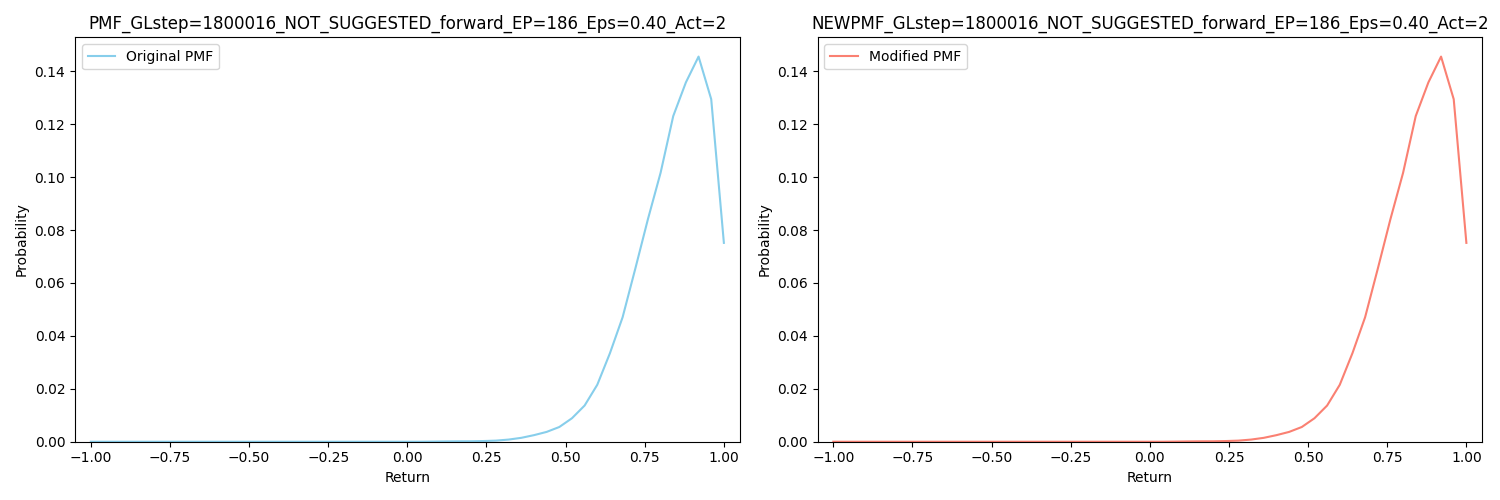 PMF_GLstep=1800016_NOT_SUGGESTED_forward_EP=186_Eps=0.40_Act=2
Original PMF
Probability
0.14
0.12
0.10
0.08
0.06
0.04
0.02
0.00
−1.00 −0.75 −0.50 −0.25 0.00 0.25 0.50 0.75 1.00
Return
NEWPMF_GLstep=1800016_NOT_SUGGESTED_forward_EP=186_Eps=0.40_Act=2
Modified PMF
Probability
0.14
0.12
0.10
0.08
0.06
0.04
0.02
0.00
−1.00 −0.75 −0.50 −0.25 0.00 0.25 0.50 0.75 1.00
Return